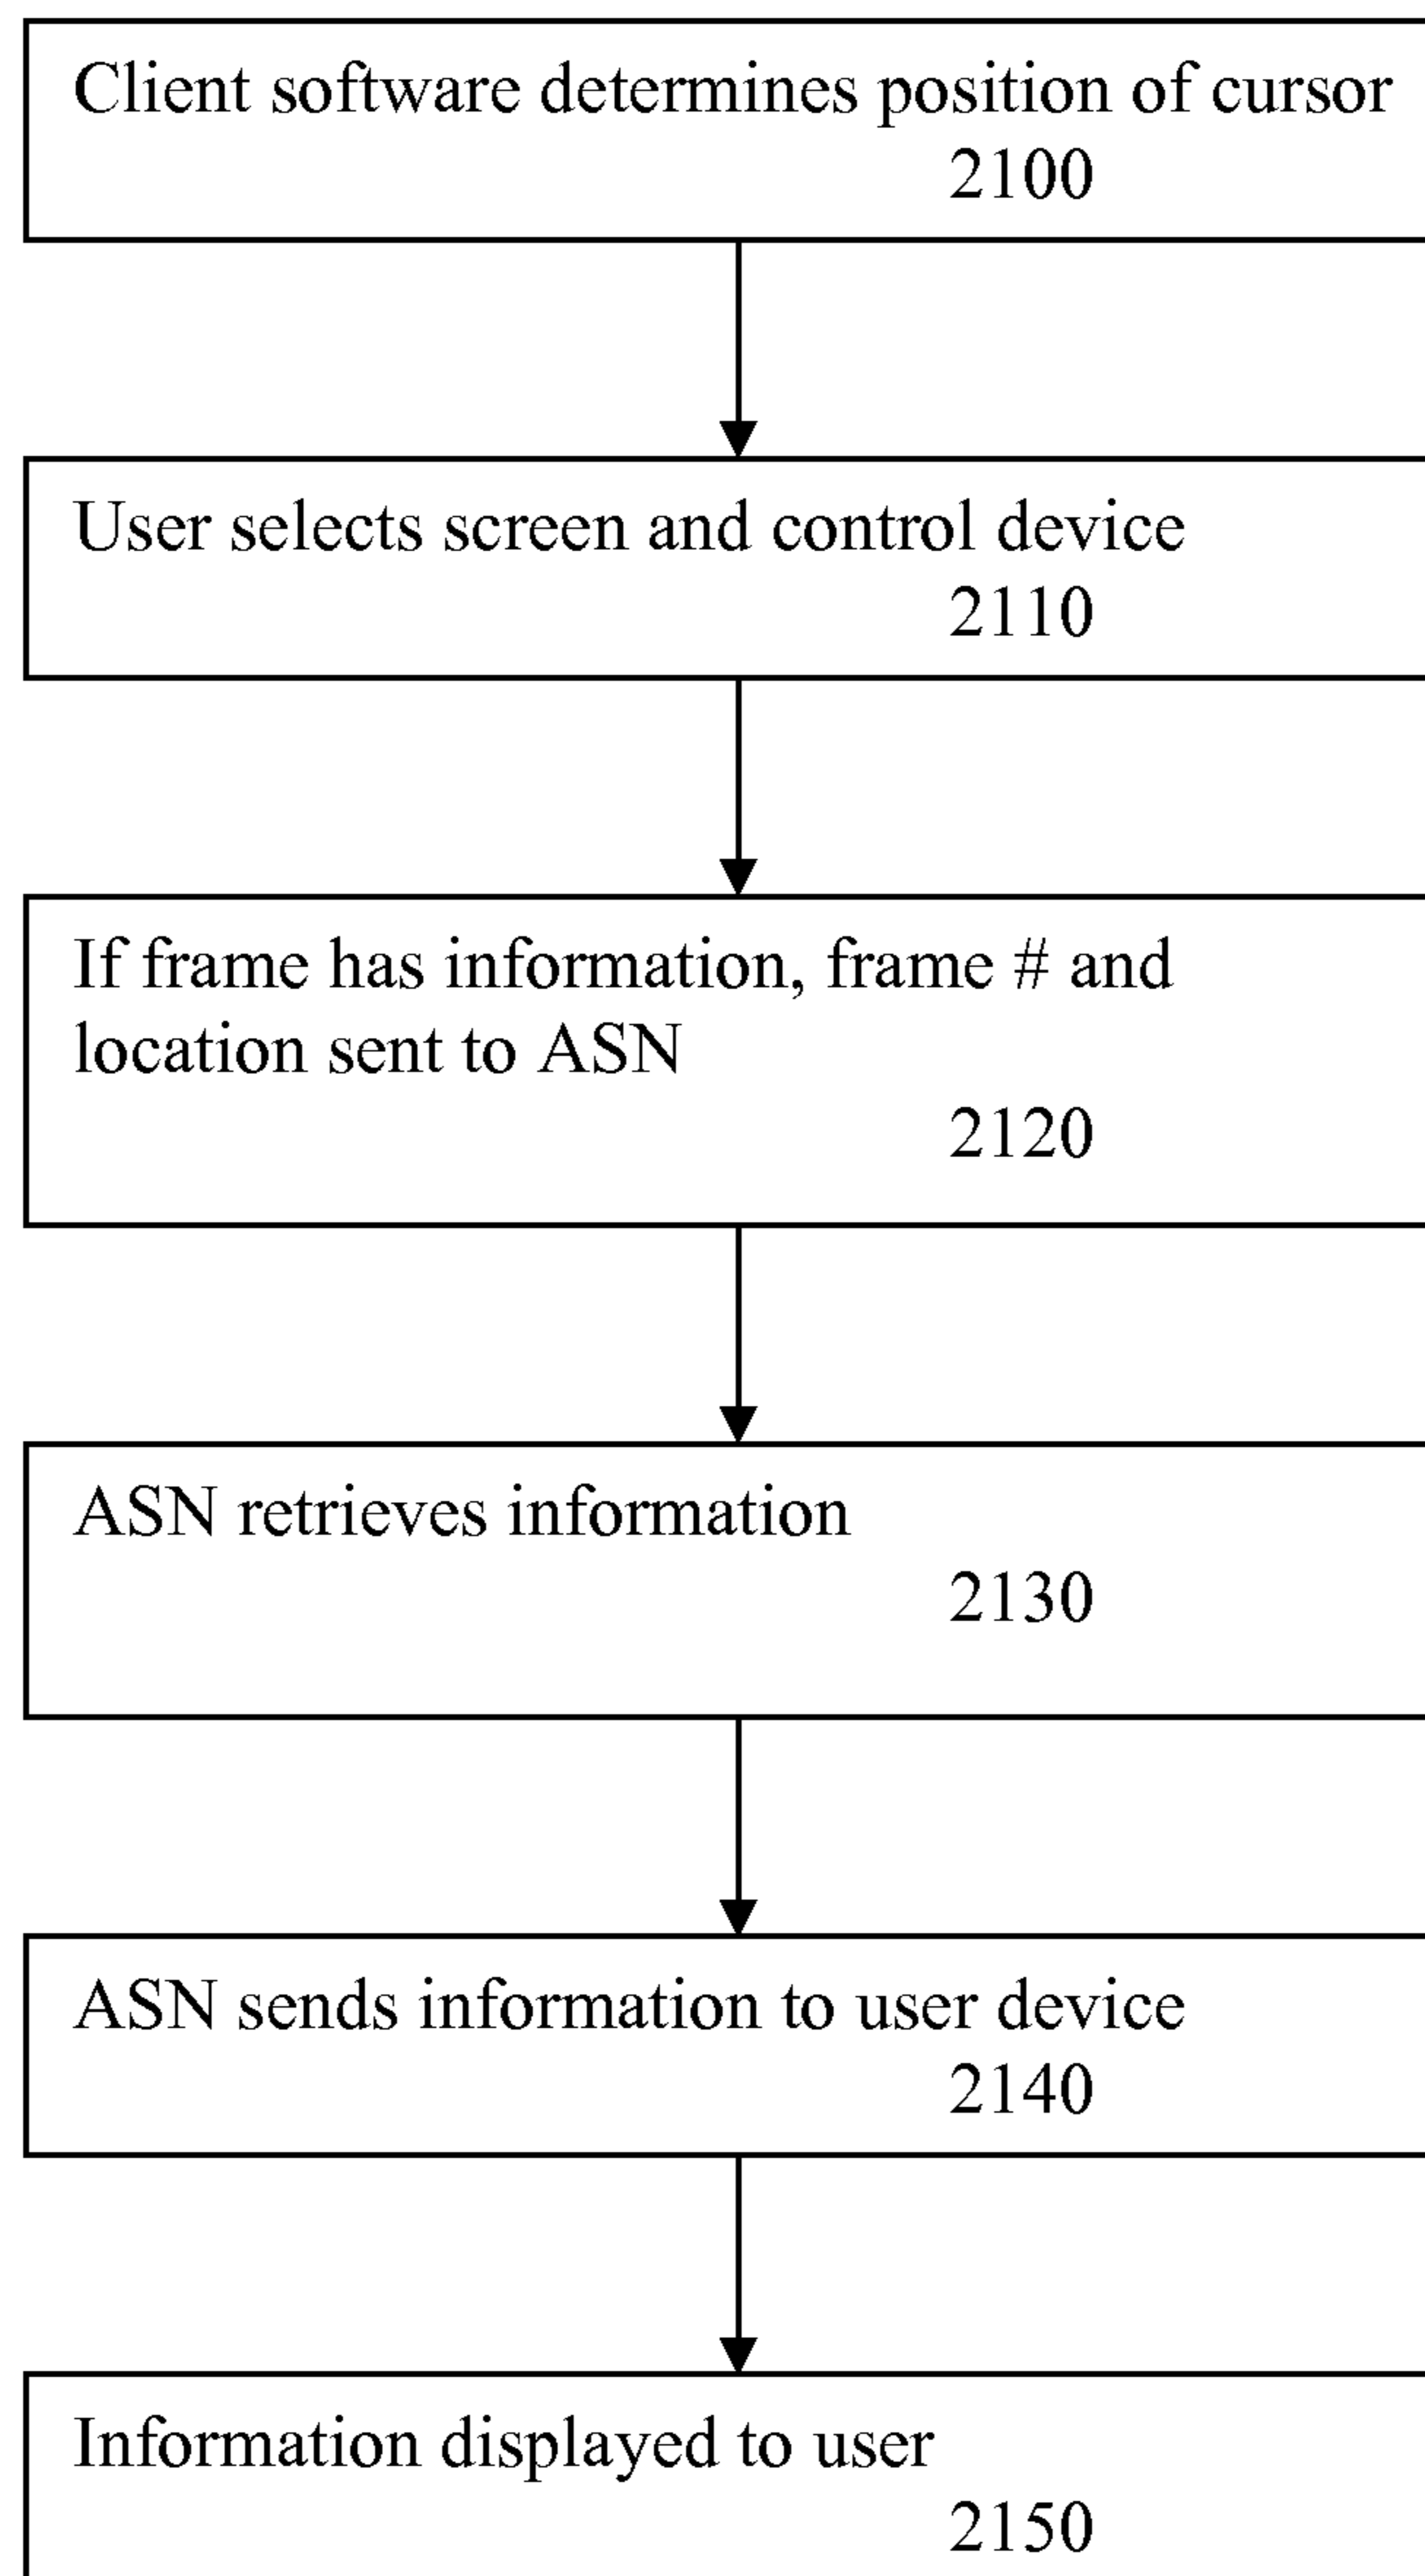 Client software determines position of cursor
2100
User selects screen and control device
2110
If frame has information, frame # and
location sent to ASN
2120
ASN retrieves information
2130
ASN sends information to user device
2140
Information displayed to user
2150